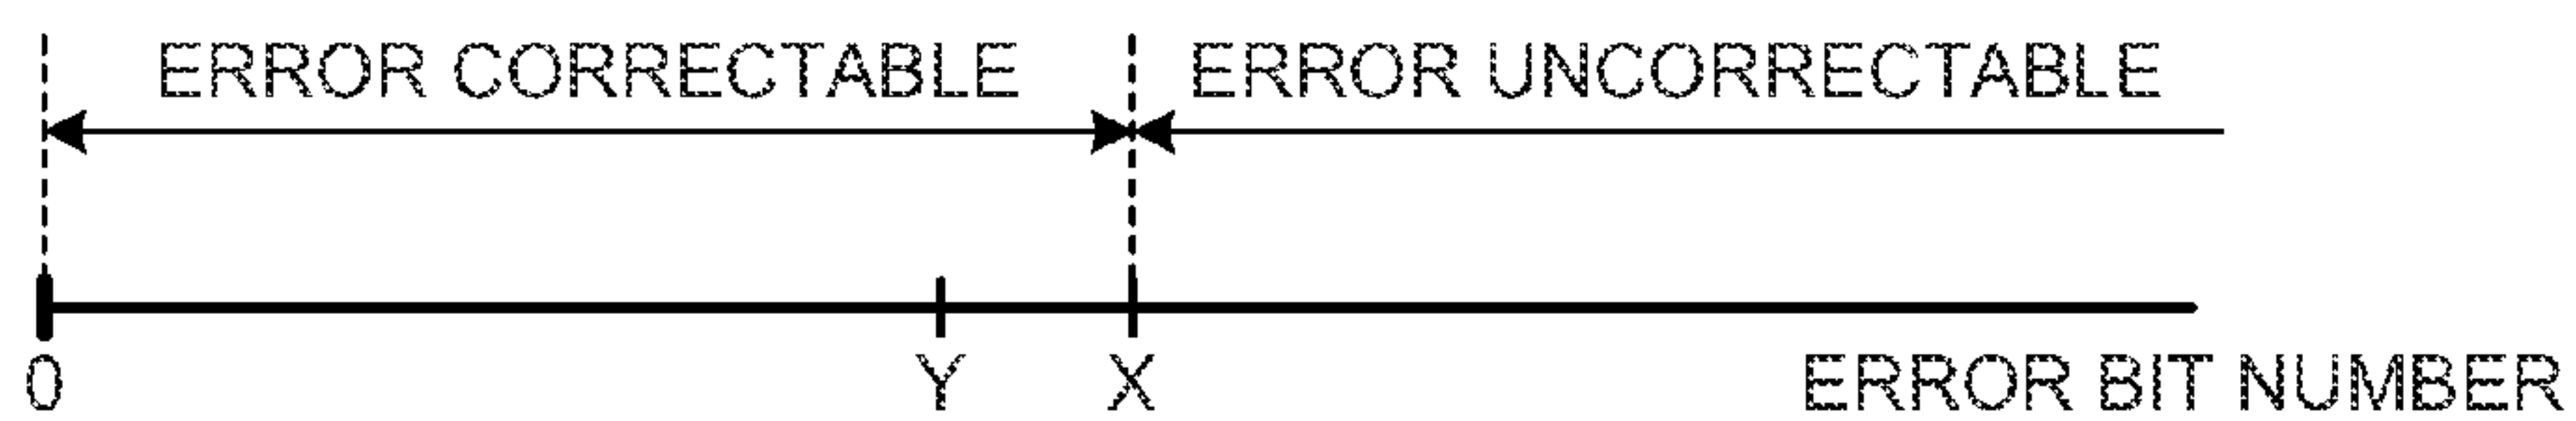 ERROR CORRECTABLE ERROR UNCORRECTABLE
0 Y X ERROR BIT NUMBER